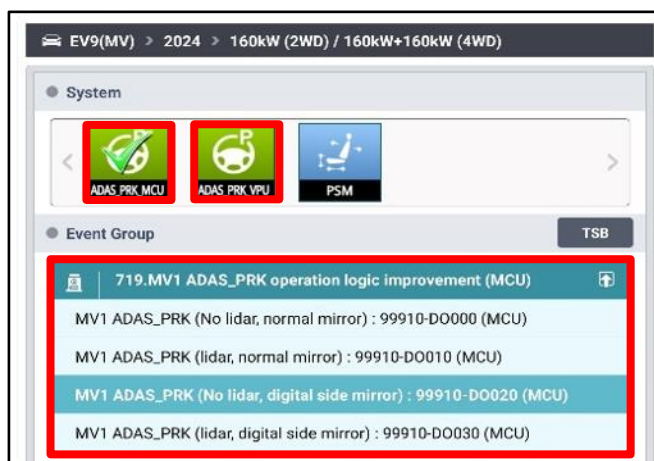 EV9(MV) > 2024 > 160kW (2WD) / 160kW+160kW (4WD)
System
ADAS_PRK_MCU ADAS_PRK_VPU PSM
Event Group TSB
719.MV1 ADAS_PRK operation logic improvement (MCU)
MV1 ADAS_PRK (No lidar, normal mirror) : 99910-DO000 (MCU)
MV1 ADAS_PRK (lidar, normal mirror) : 99910-DO010 (MCU)
MV1 ADAS_PRK (No lidar, digital side mirror) : 99910-DO020 (MCU)
MV1 ADAS_PRK (lidar, digital side mirror) : 99910-DO030 (MCU)